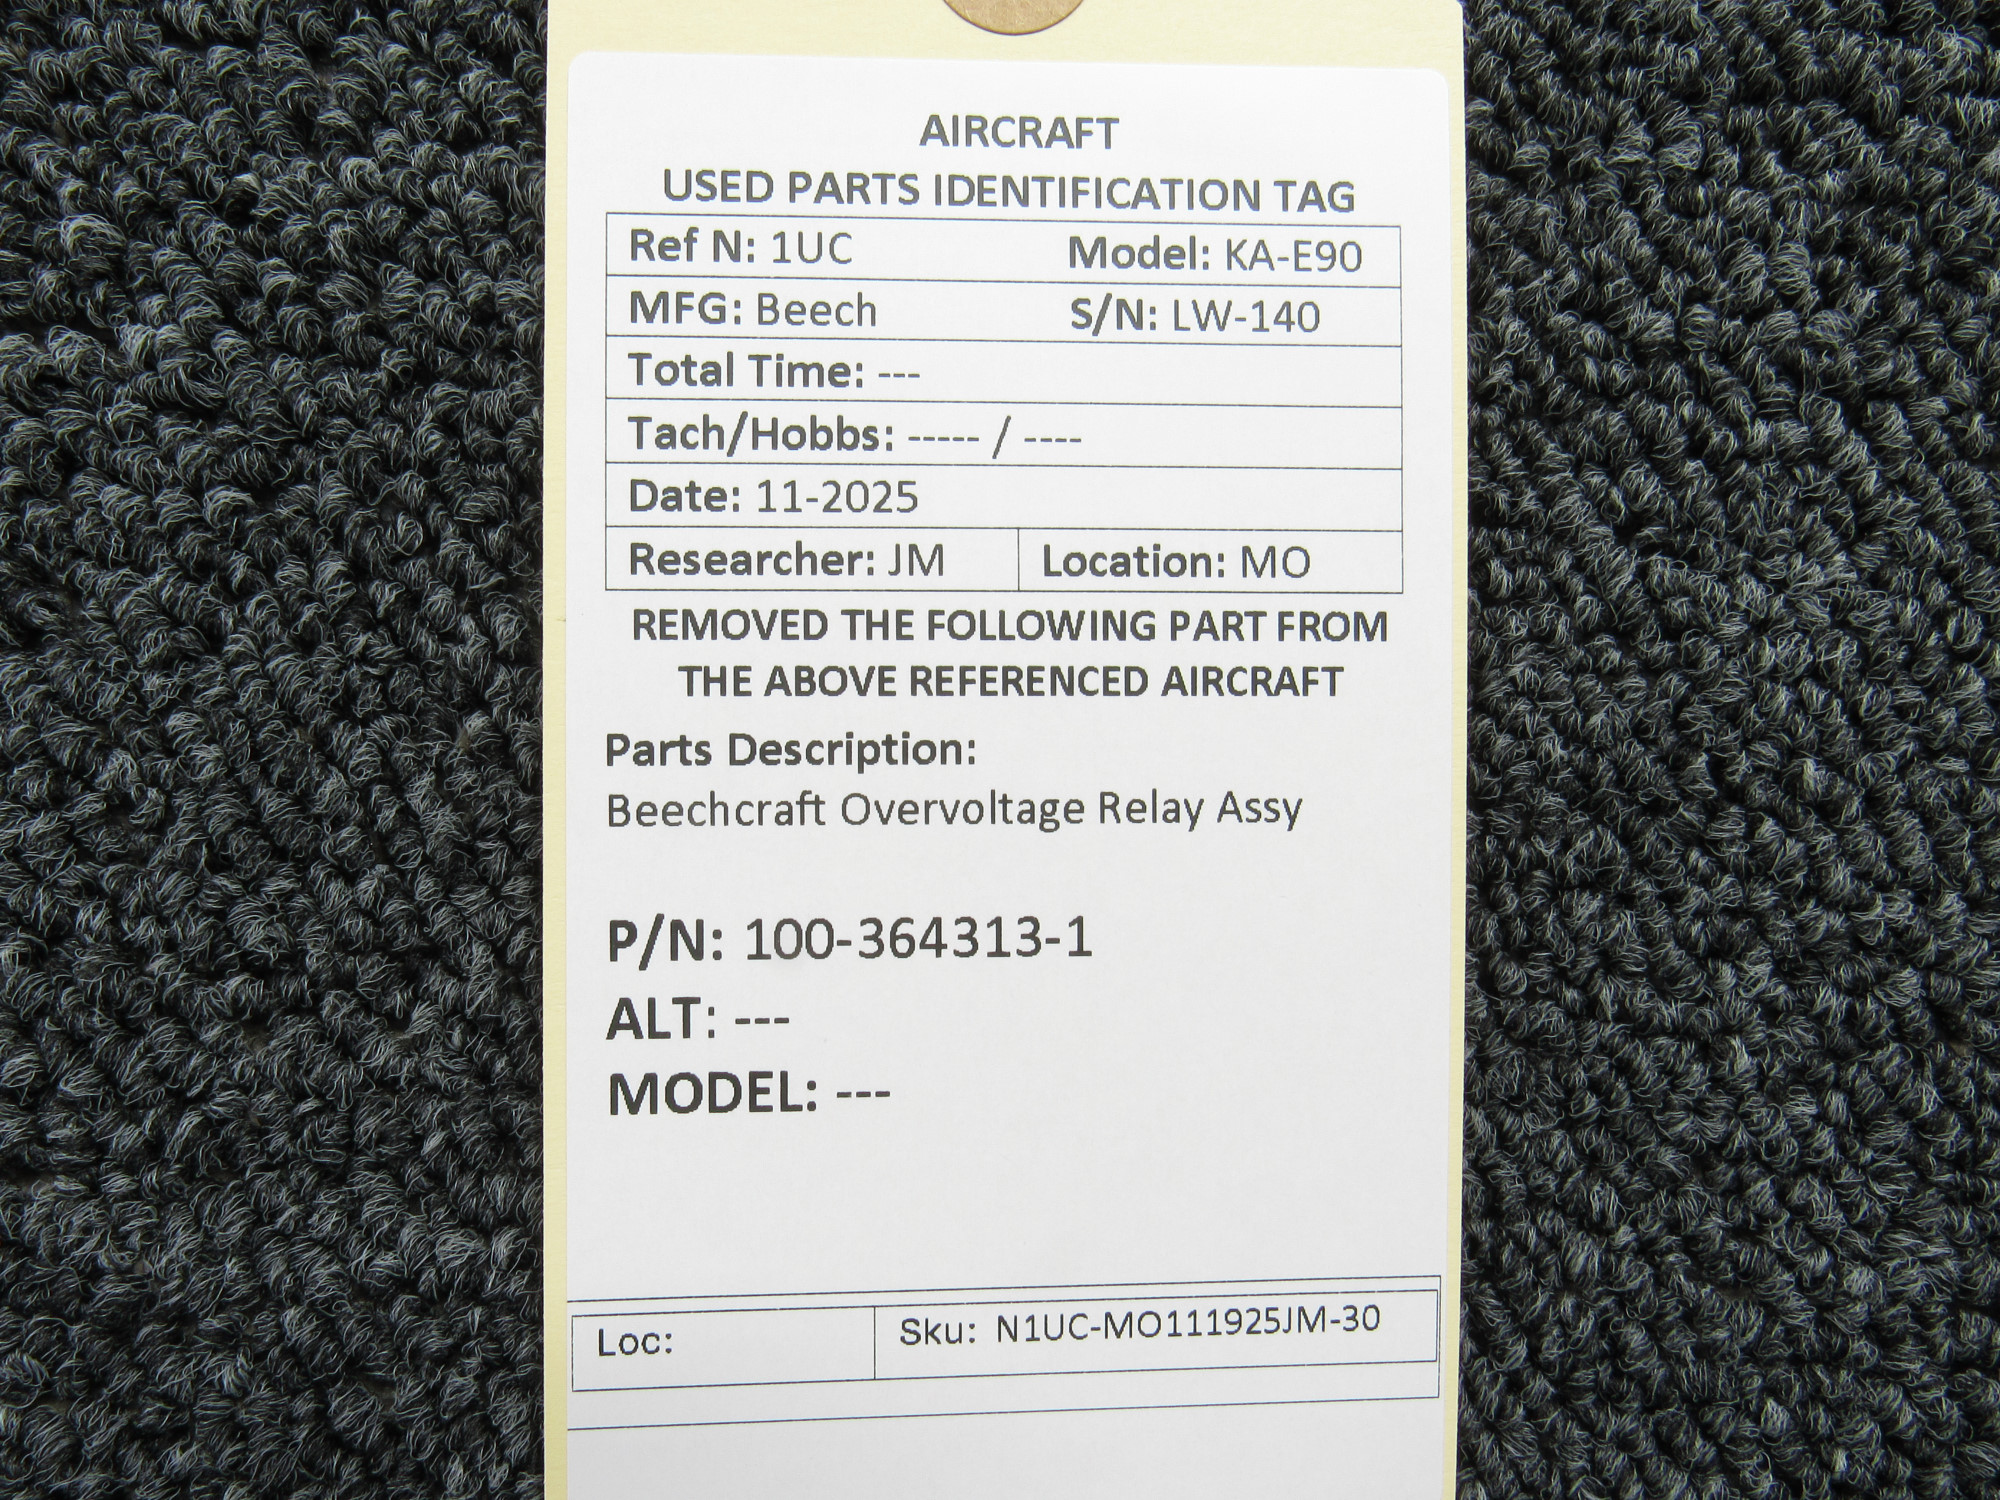 AIRCRAFT
USED PARTS IDENTIFICATION TAG
Ref N: 1UC Model: KA-E90
MFG: Beech S/N: LW-140
Total Time: ---
Tach/Hobbs: ----- / ----
Date: 11-2025
Researcher: JM Location: MO
REMOVED THE FOLLOWING PART FROM
THE ABOVE REFERENCED AIRCRAFT
Parts Description:
Beechcraft Overvoltage Relay Assy
P/N: 100-364313-1
ALT: ---
MODEL: ---
Loc: Sku: N1UC-MO111925JM-30